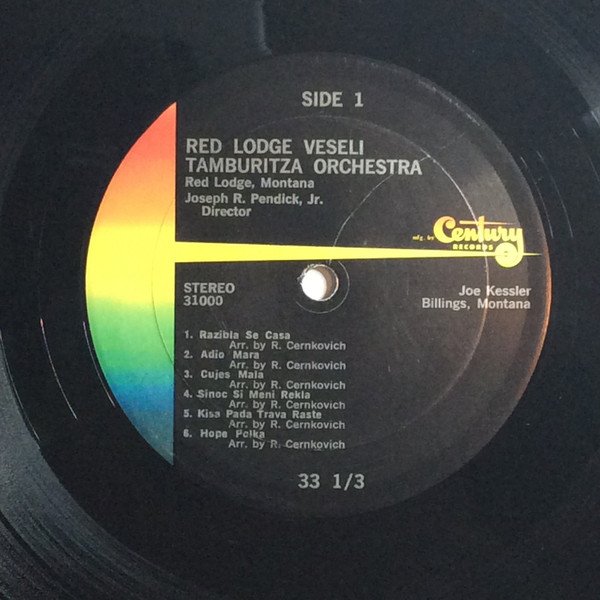 SIDE 1
RED LODGE VESELI
TAMBURITZA ORCHESTRA
Red Lodge, Montana
Joseph R. Pendick, Jr.
Director
mfg. by Century
RECORDS
STEREO
31000
Joe Kessler
Billings, Montana
1. Razibla Se Casa
Arr. by R. Cernkovich
2. Adio Mara
Arr. by R. Cernkovich
3. Cujes Mala
Arr. by R. Cernkovich
4. Sinoc Si Meni Rekla
Arr. by R. Cernkovich
5. Kisa Pada Trava Raste
Arr. by R. Cernkovich
6. Hope Polka
Arr. by R. Cernkovich
33 1/3